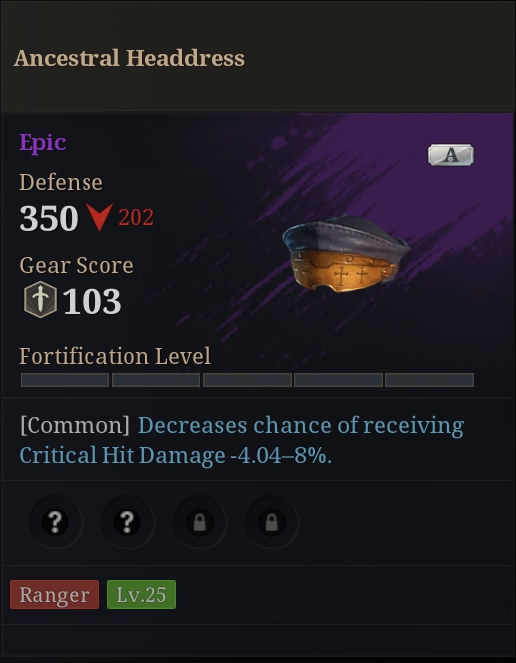 Ancestral Headdress
Epic
A
Defense
350 202
Gear Score
103
Fortification Level
[Common] Decreases chance of receiving
Critical Hit Damage -4.04–8%.
? ?
Ranger Lv.25